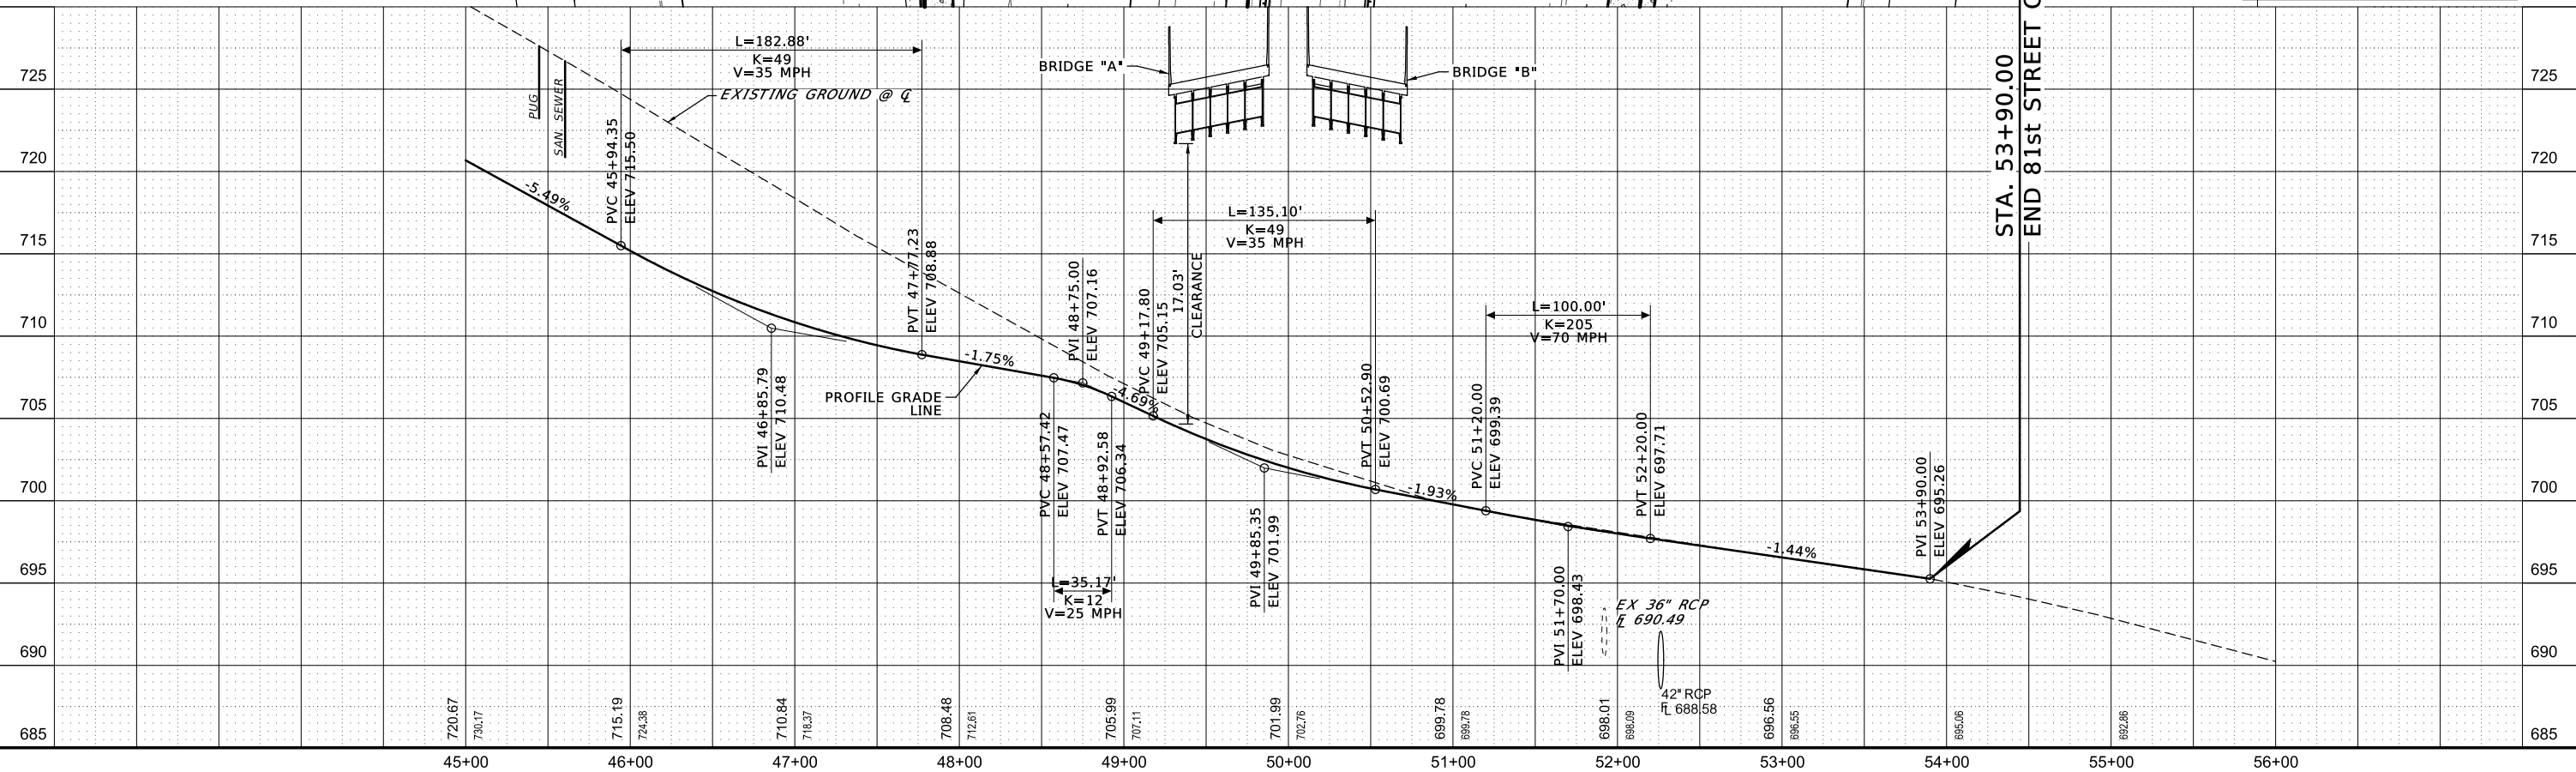 L=182.88'
K=49
V=35 MPH
EXISTING GROUND @ ℄
BRIDGE "A"
BRIDGE "B"
STA. 53+90.00
END 81st STREET
725
725
720
720
715
715
710
710
705
705
700
700
695
695
690
690
685
685
PUG
SAN. SEWER
-5.49%
PVC 45+94.35
ELEV 715.50
PVI 46+85.79
ELEV 710.48
PVT 47+77.23
ELEV 708.88
-1.75%
PROFILE GRADE
LINE
PVC 48+57.42
ELEV 707.47
PVI 48+75.00
ELEV 707.16
PVT 48+92.58
ELEV 706.34
L=35.17'
K=12
V=25 MPH
-4.69%
PVC 49+17.80
ELEV 705.15
17.03'
CLEARANCE
L=135.10'
K=49
V=35 MPH
PVI 49+85.35
ELEV 701.99
PVT 50+52.90
ELEV 700.69
-1.93%
L=100.00'
K=205
V=70 MPH
PVC 51+20.00
ELEV 699.39
PVI 51+70.00
ELEV 698.43
PVT 52+20.00
ELEV 697.71
EX 36" RCP
FL 690.49
42" RCP
FL 688.58
-1.44%
PVI 53+90.00
ELEV 695.26
720.67
730.17
715.19
724.38
710.84
718.37
708.48
712.61
705.99
707.11
701.99
702.76
699.78
699.78
698.01
698.09
696.56
696.55
695.06
692.86
45+00
46+00
47+00
48+00
49+00
50+00
51+00
52+00
53+00
54+00
55+00
56+00